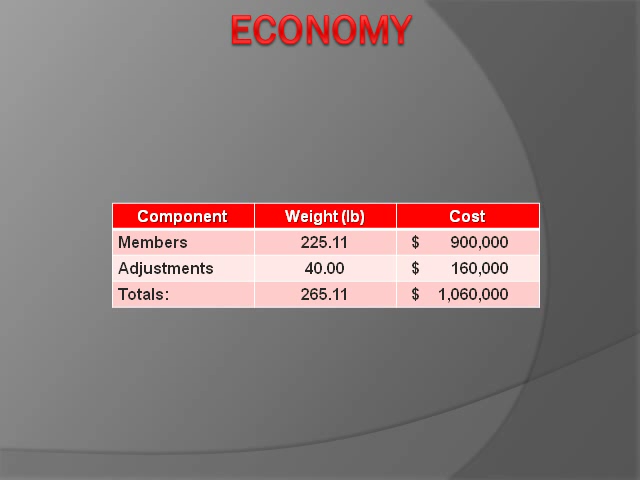 ECONOMY
Component Weight (lb) Cost
Members 225.11 $ 900,000
Adjustments 40.00 $ 160,000
Totals: 265.11 $ 1,060,000